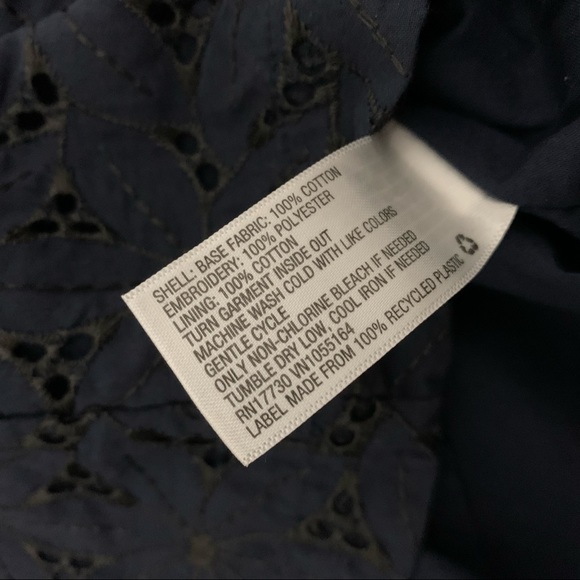 SHELL: BASE FABRIC: 100% COTTON
EMBROIDERY: 100% POLYESTER
LINING: 100% COTTON
TURN GARMENT INSIDE OUT
MACHINE WASH COLD WITH LIKE COLORS
GENTLE CYCLE
ONLY NON-CHLORINE BLEACH IF NEEDED
TUMBLE DRY LOW, COOL IRON IF NEEDED
RN17730 VN1055164
LABEL MADE FROM 100% RECYCLED PLASTIC